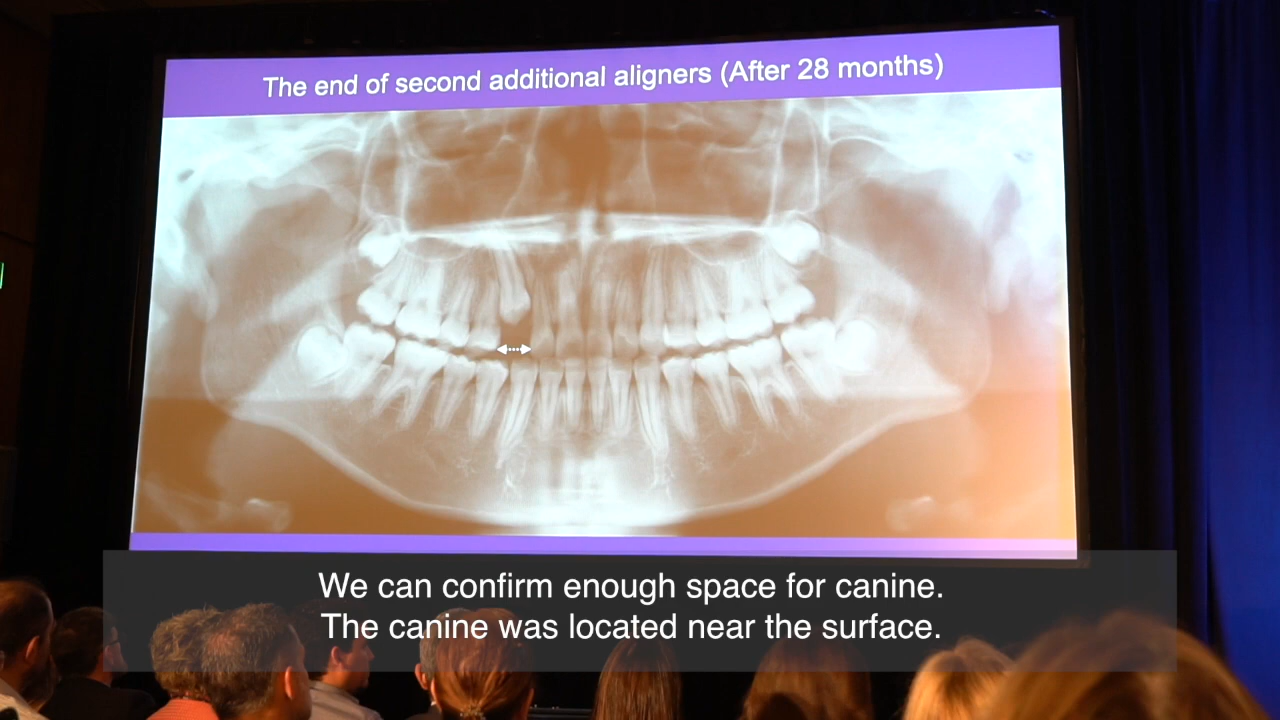 The end of second additional aligners (After 28 months)
We can confirm enough space for canine.
The canine was located near the surface.